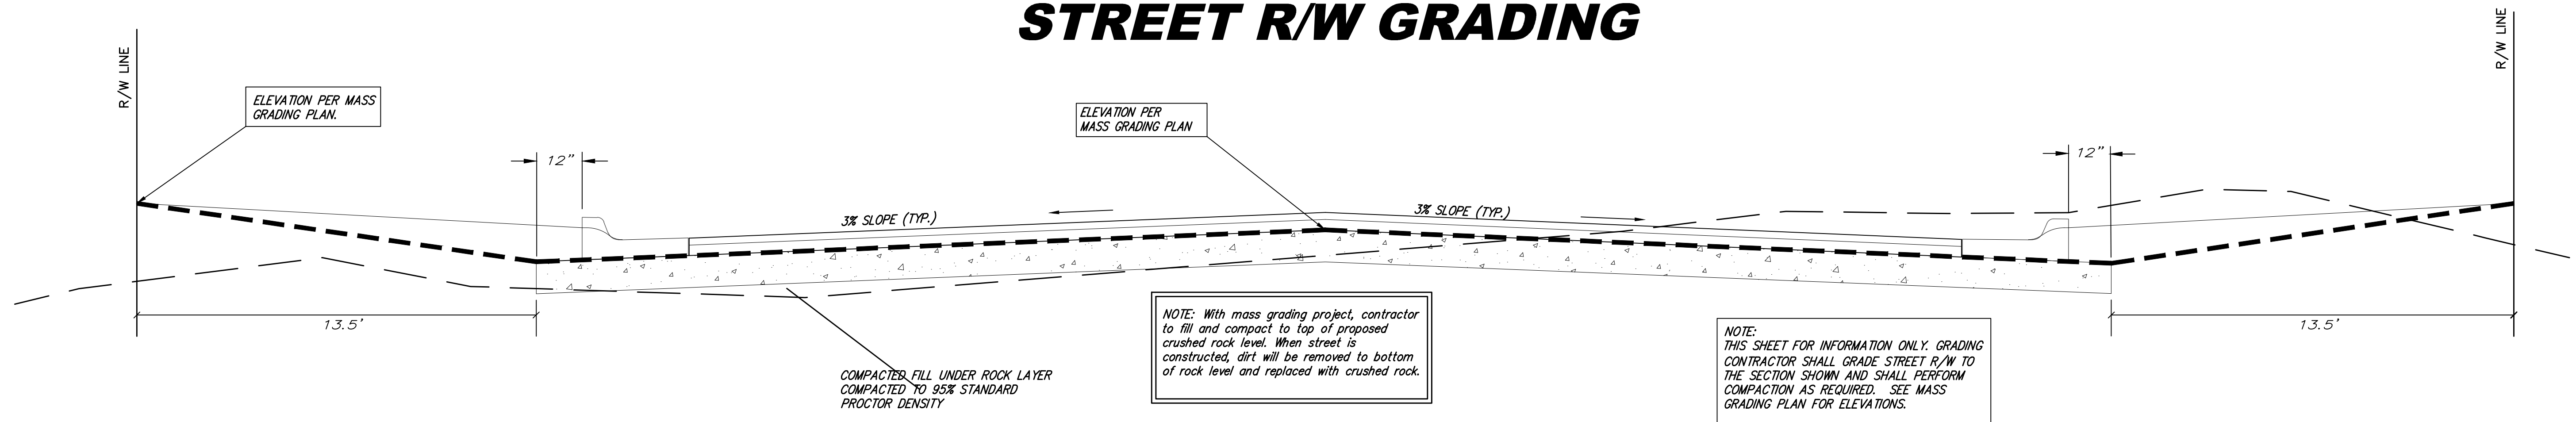 STREET R/W GRADING
R/W LINE
R/W LINE
ELEVATION PER MASS
GRADING PLAN.
ELEVATION PER
MASS GRADING PLAN
12"
12"
3% SLOPE (TYP.)
3% SLOPE (TYP.)
13.5'
13.5'
COMPACTED FILL UNDER ROCK LAYER
COMPACTED TO 95% STANDARD
PROCTOR DENSITY
NOTE: With mass grading project, contractor
to fill and compact to top of proposed
crushed rock level. When street is
constructed, dirt will be removed to bottom
of rock level and replaced with crushed rock.
NOTE:
THIS SHEET FOR INFORMATION ONLY. GRADING
CONTRACTOR SHALL GRADE STREET R/W TO
THE SECTION SHOWN AND SHALL PERFORM
COMPACTION AS REQUIRED. SEE MASS
GRADING PLAN FOR ELEVATIONS.